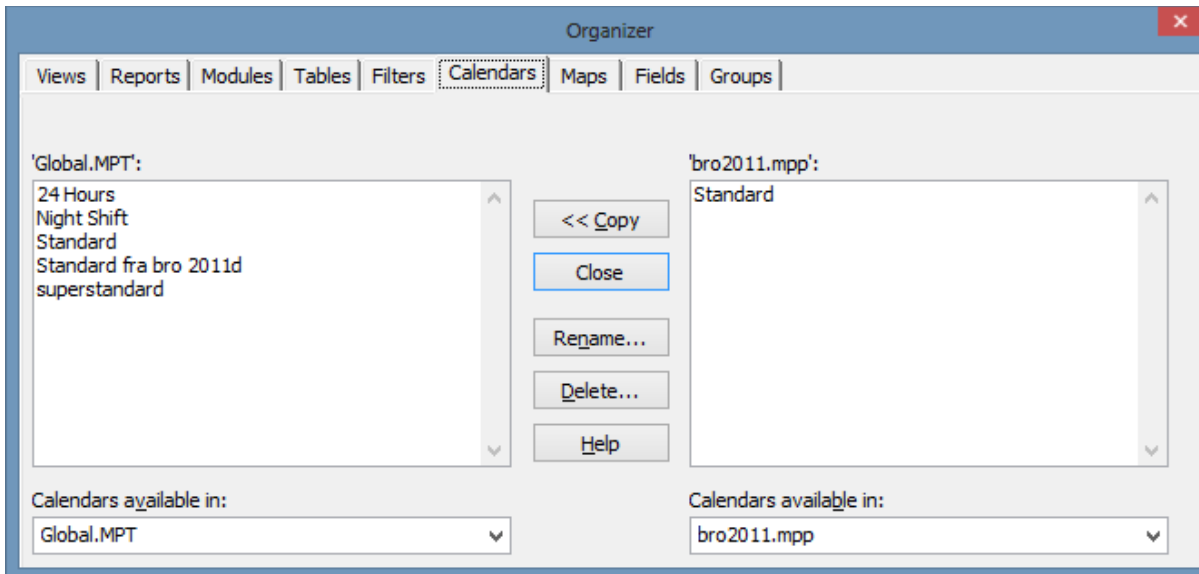 Organizer
Views Reports Modules Tables Filters Calendars Maps Fields Groups
'Global.MPT':
24 Hours
Night Shift
Standard
Standard fra bro 2011d
superstandard
<< Copy
Close
Rename...
Delete...
Help
'bro2011.mpp':
Standard
Calendars available in:
Global.MPT
Calendars available in:
bro2011.mpp